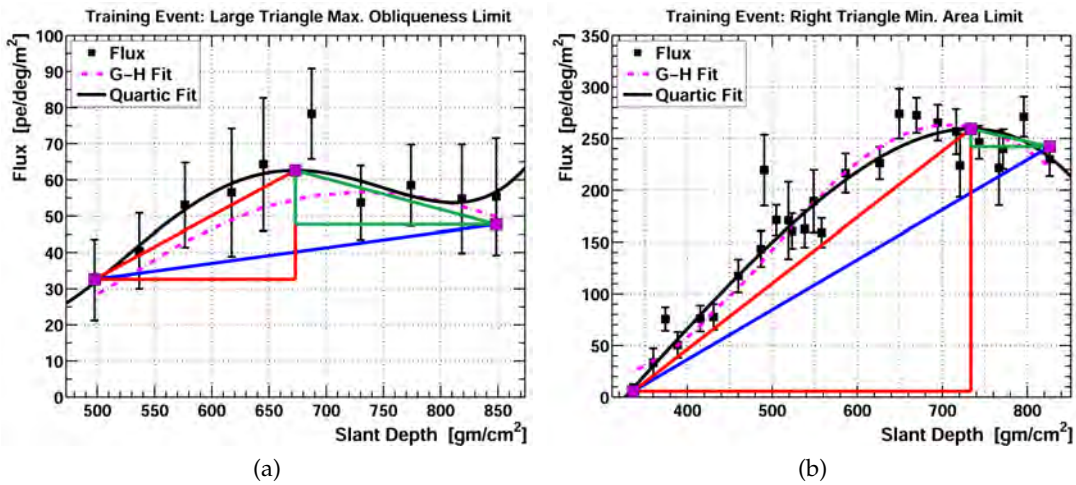 Training Event: Large Triangle Max. Obliqueness Limit
Flux [pe/deg/m²]
100
90
80
70
60
50
40
30
20
10
0
Flux
G-H Fit
Quartic Fit
500 550 600 650 700 750 800 850
Slant Depth [gm/cm²]
(a)
Training Event: Right Triangle Min. Area Limit
Flux [pe/deg/m²]
350
300
250
200
150
100
50
0
Flux
G-H Fit
Quartic Fit
400 500 600 700 800
Slant Depth [gm/cm²]
(b)